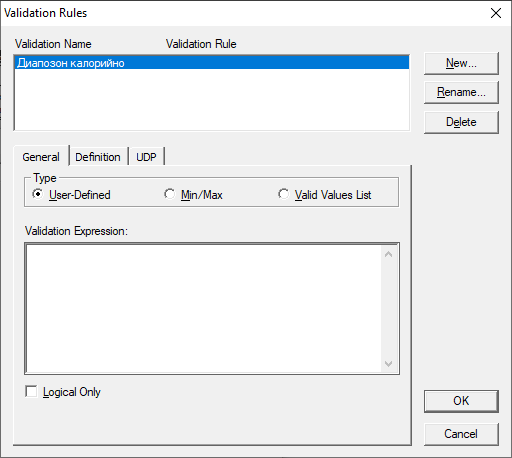 Validation Rules
Validation Name Validation Rule
Диапозон калорийно
New...
Rename...
Delete
General Definition UDP
Type
User-Defined Min/Max Valid Values List
Validation Expression:
Logical Only
OK
Cancel